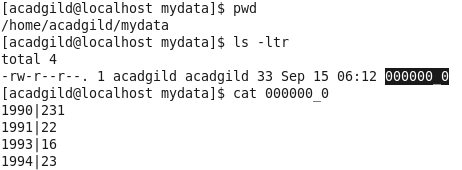 [acadgild@localhost mydata]$ pwd
/home/acadgild/mydata
[acadgild@localhost mydata]$ ls -ltr
total 4
-rw-r--r--. 1 acadgild acadgild 33 Sep 15 06:12 000000_0
[acadgild@localhost mydata]$ cat 000000_0
1990|231
1991|22
1993|16
1994|23